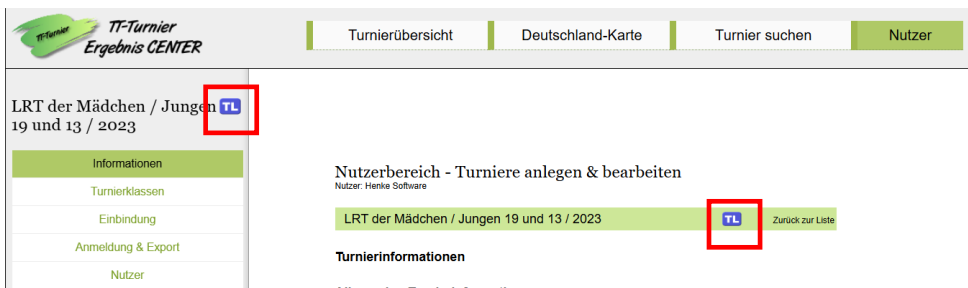 TT-Turnier
TT-Turnier
Ergebnis CENTER
Turnierübersicht
Deutschland-Karte
Turnier suchen
Nutzer
LRT der Mädchen / Jungen TL
19 und 13 / 2023
Informationen
Turnierklassen
Einbindung
Anmeldung & Export
Nutzer
Nutzerbereich - Turniere anlegen & bearbeiten
Nutzer: Henke Software
LRT der Mädchen / Jungen 19 und 13 / 2023 TL Zurück zur Liste
Turnierinformationen